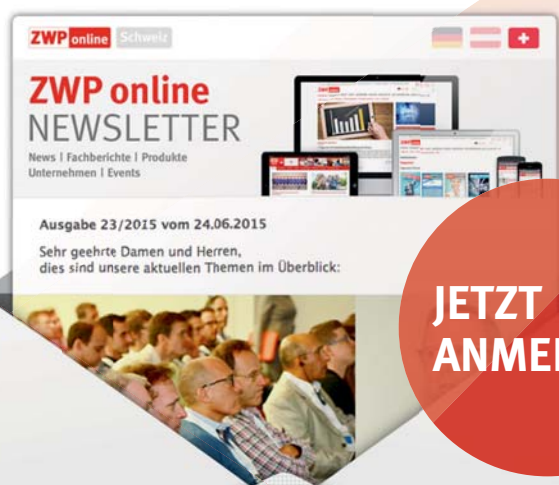 ZWP online Schweiz
ZWP online
NEWSLETTER
News | Fachberichte | Produkte
Unternehmen | Events
Ausgabe 23/2015 vom 24.06.2015
Sehr geehrte Damen und Herren,
dies sind unsere aktuellen Themen im Überblick:
JETZT